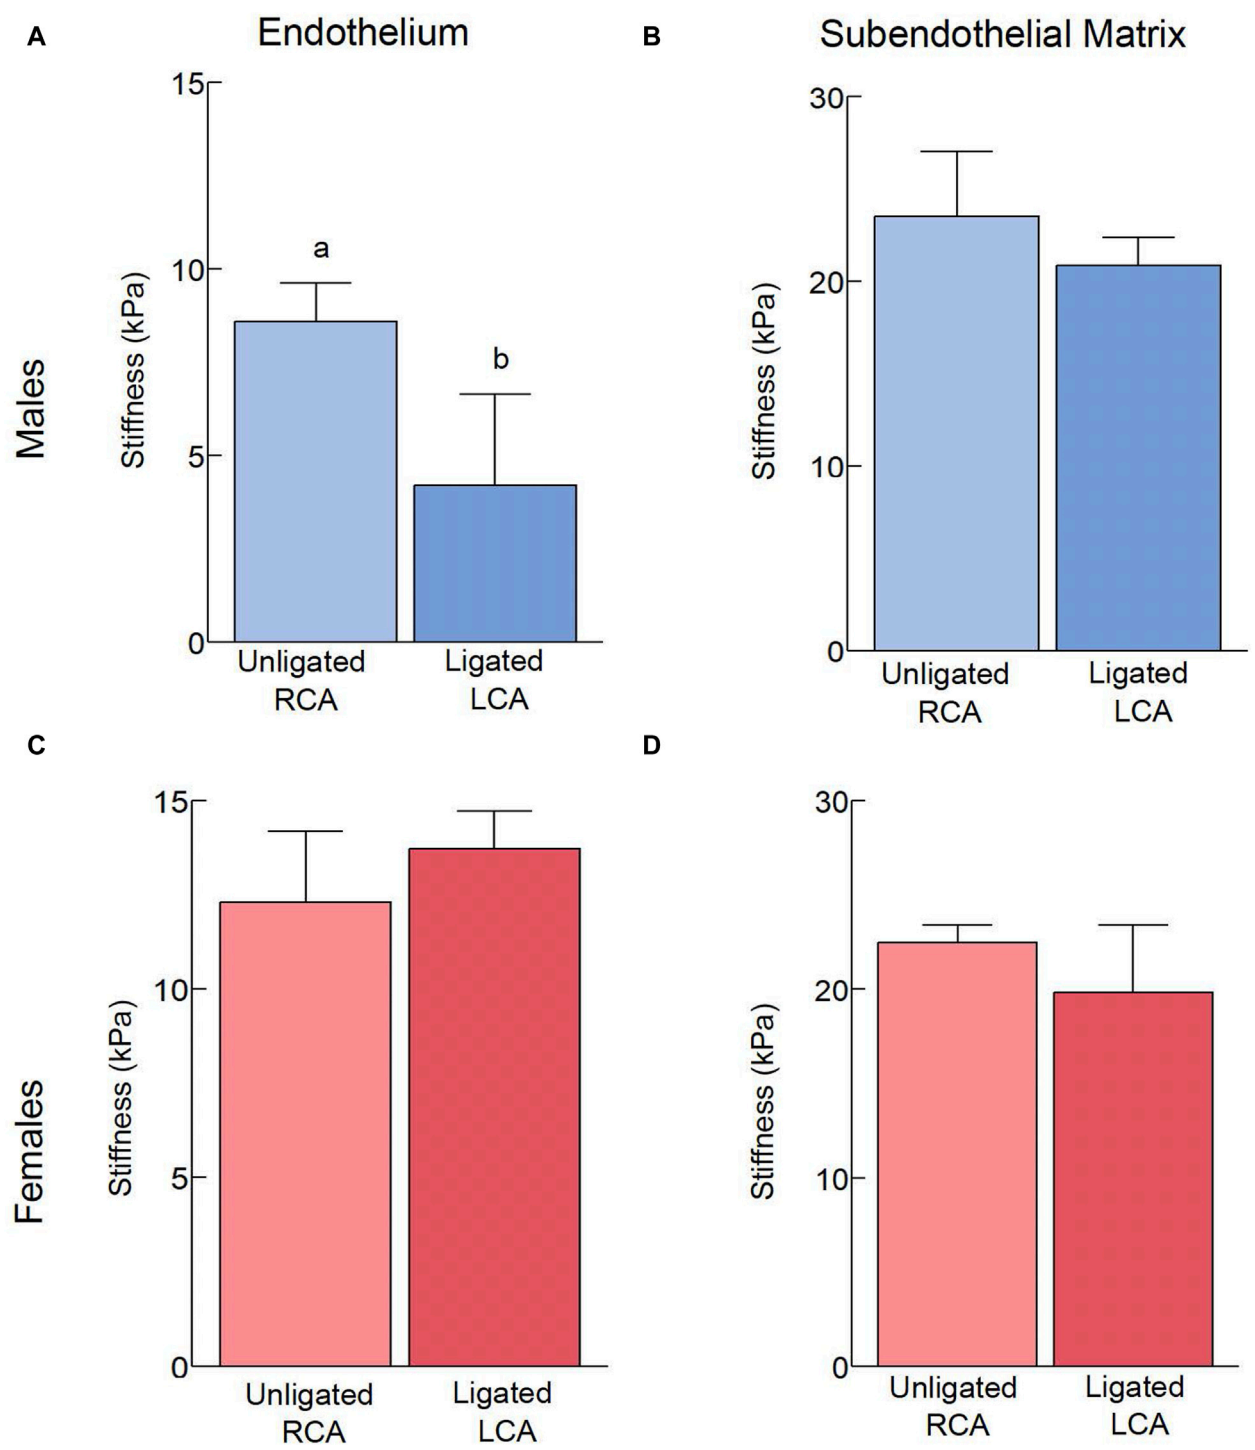 A
Endothelium
B
Subendothelial Matrix
Males
Stiffness (kPa)
15
10
5
0
a
b
Unligated
RCA
Ligated
LCA
Stiffness (kPa)
30
20
10
0
Unligated
RCA
Ligated
LCA
C
D
Females
Stiffness (kPa)
15
10
5
0
Unligated
RCA
Ligated
LCA
Stiffness (kPa)
30
20
10
0
Unligated
RCA
Ligated
LCA